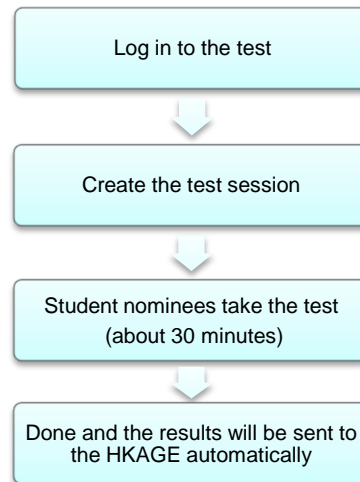 Log in to the test
Create the test session
Student nominees take the test
(about 30 minutes)
Done and the results will be sent to
the HKAGE automatically